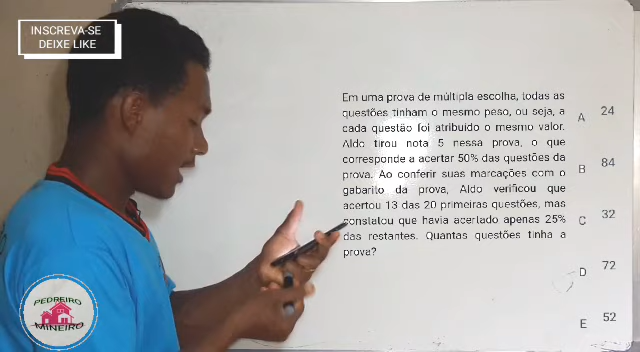 INSCREVA-SE
DEIXE LIKE
Em uma prova de múltipla escolha, todas as
questões tinham o mesmo peso, ou seja, a
cada questão foi atribuído o mesmo valor.
Aldo tirou nota 5 nessa prova, o que
corresponde a acertar 50% das questões da
prova. Ao conferir suas marcações com o
gabarito da prova, Aldo verificou que
acertou 13 das 20 primeiras questões, mas
constatou que havia acertado apenas 25%
das restantes. Quantas questões tinha a
prova?
A 24
B 84
C 32
D 72
E 52
PEDREIRO
MINEIRO